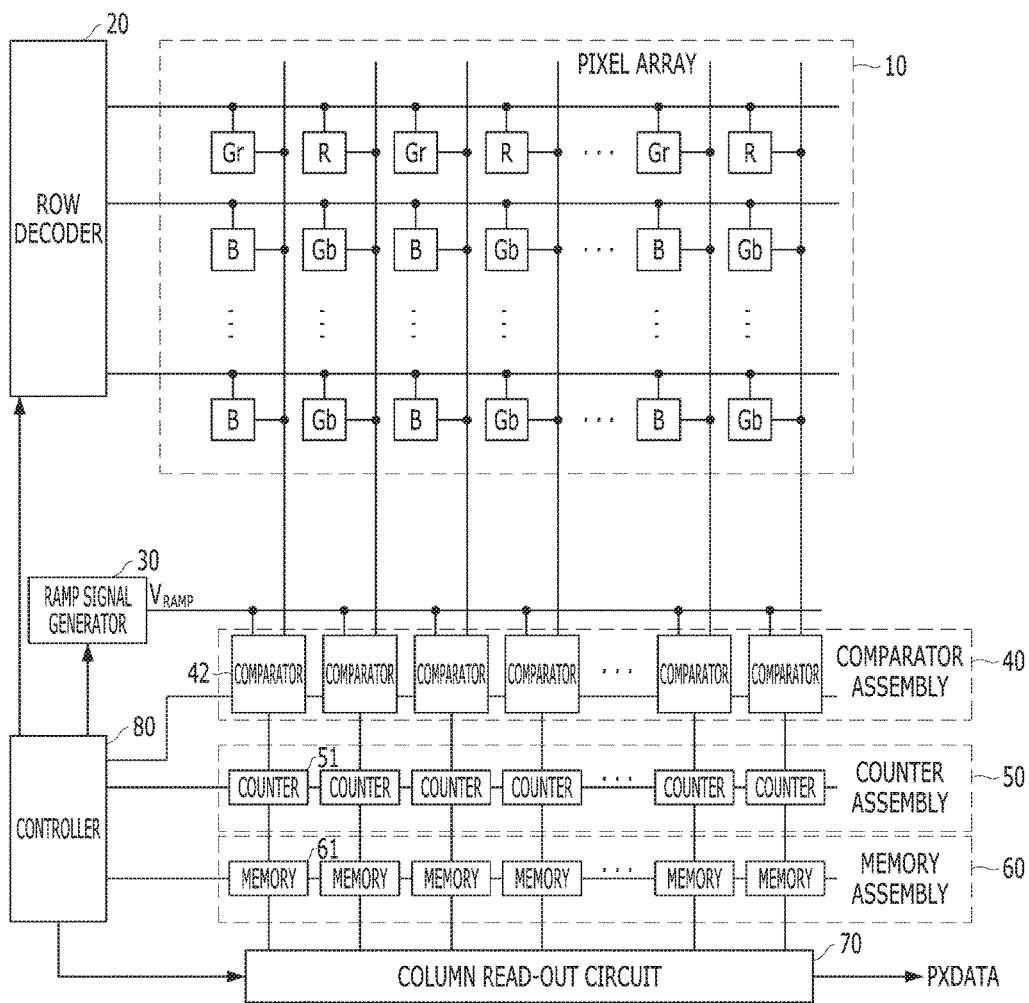 20
PIXEL ARRAY
10
ROW
DECODER
Gr R Gr R ··· Gr R
B Gb B Gb ··· B Gb
B Gb B Gb ··· B Gb
30
RAMP SIGNAL
GENERATOR
VRAMP
42
COMPARATOR COMPARATOR COMPARATOR COMPARATOR ··· COMPARATOR COMPARATOR
COMPARATOR
ASSEMBLY
40
80
CONTROLLER
51
COUNTER COUNTER COUNTER COUNTER ··· COUNTER COUNTER
COUNTER
ASSEMBLY
50
61
MEMORY MEMORY MEMORY MEMORY ··· MEMORY MEMORY
MEMORY
ASSEMBLY
60
70
COLUMN READ-OUT CIRCUIT
PXDATA